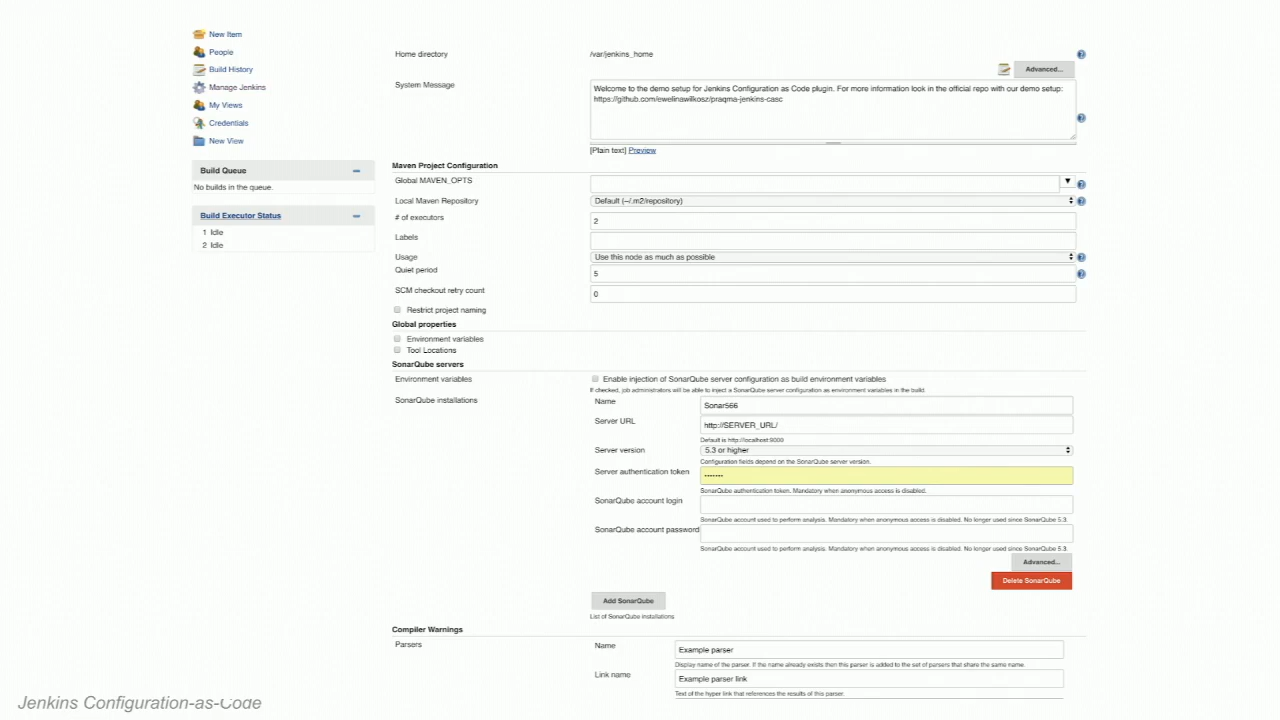 New Item
People
Build History
Manage Jenkins
My Views
Credentials
New View
Build Queue
No builds in the queue.
Build Executor Status
1 Idle
2 Idle
Home directory
/var/jenkins_home
Advanced...
System Message
Welcome to the demo setup for Jenkins Configuration as Code plugin. For more information look in the official repo with our demo setup:
https://github.com/ewelinawilkosz/praqma-jenkins-casc
[Plain text] Preview
Maven Project Configuration
Global MAVEN_OPTS
Local Maven Repository
Default (~/.m2/repository)
# of executors
2
Labels
Usage
Use this node as much as possible
Quiet period
5
SCM checkout retry count
0
Restrict project naming
Global properties
Environment variables
Tool Locations
SonarQube servers
Environment variables
Enable injection of SonarQube server configuration as build environment variables
If checked, job administrators will be able to inject a SonarQube server configuration as environment variables in the build.
SonarQube installations
Name
Sonar566
Server URL
http://SERVER_URL/
Default is http://localhost:9000
Server version
5.3 or higher
Configuration fields depend on the SonarQube server version.
Server authentication token
•••••••
SonarQube authentication token. Mandatory when anonymous access is disabled.
SonarQube account login
SonarQube account used to perform analysis. Mandatory when anonymous access is disabled. No longer used since SonarQube 5.3.
SonarQube account password
SonarQube account used to perform analysis. Mandatory when anonymous access is disabled. No longer used since SonarQube 5.3.
Advanced...
Delete SonarQube
Add SonarQube
List of SonarQube installations
Compiler Warnings
Parsers
Name
Example parser
Display name of the parser. If the name already exists then this parser is added to the set of parsers that share the same name.
Link name
Example parser link
Text of the hyper link that references the results of this parser.
Jenkins Configuration-as-Code